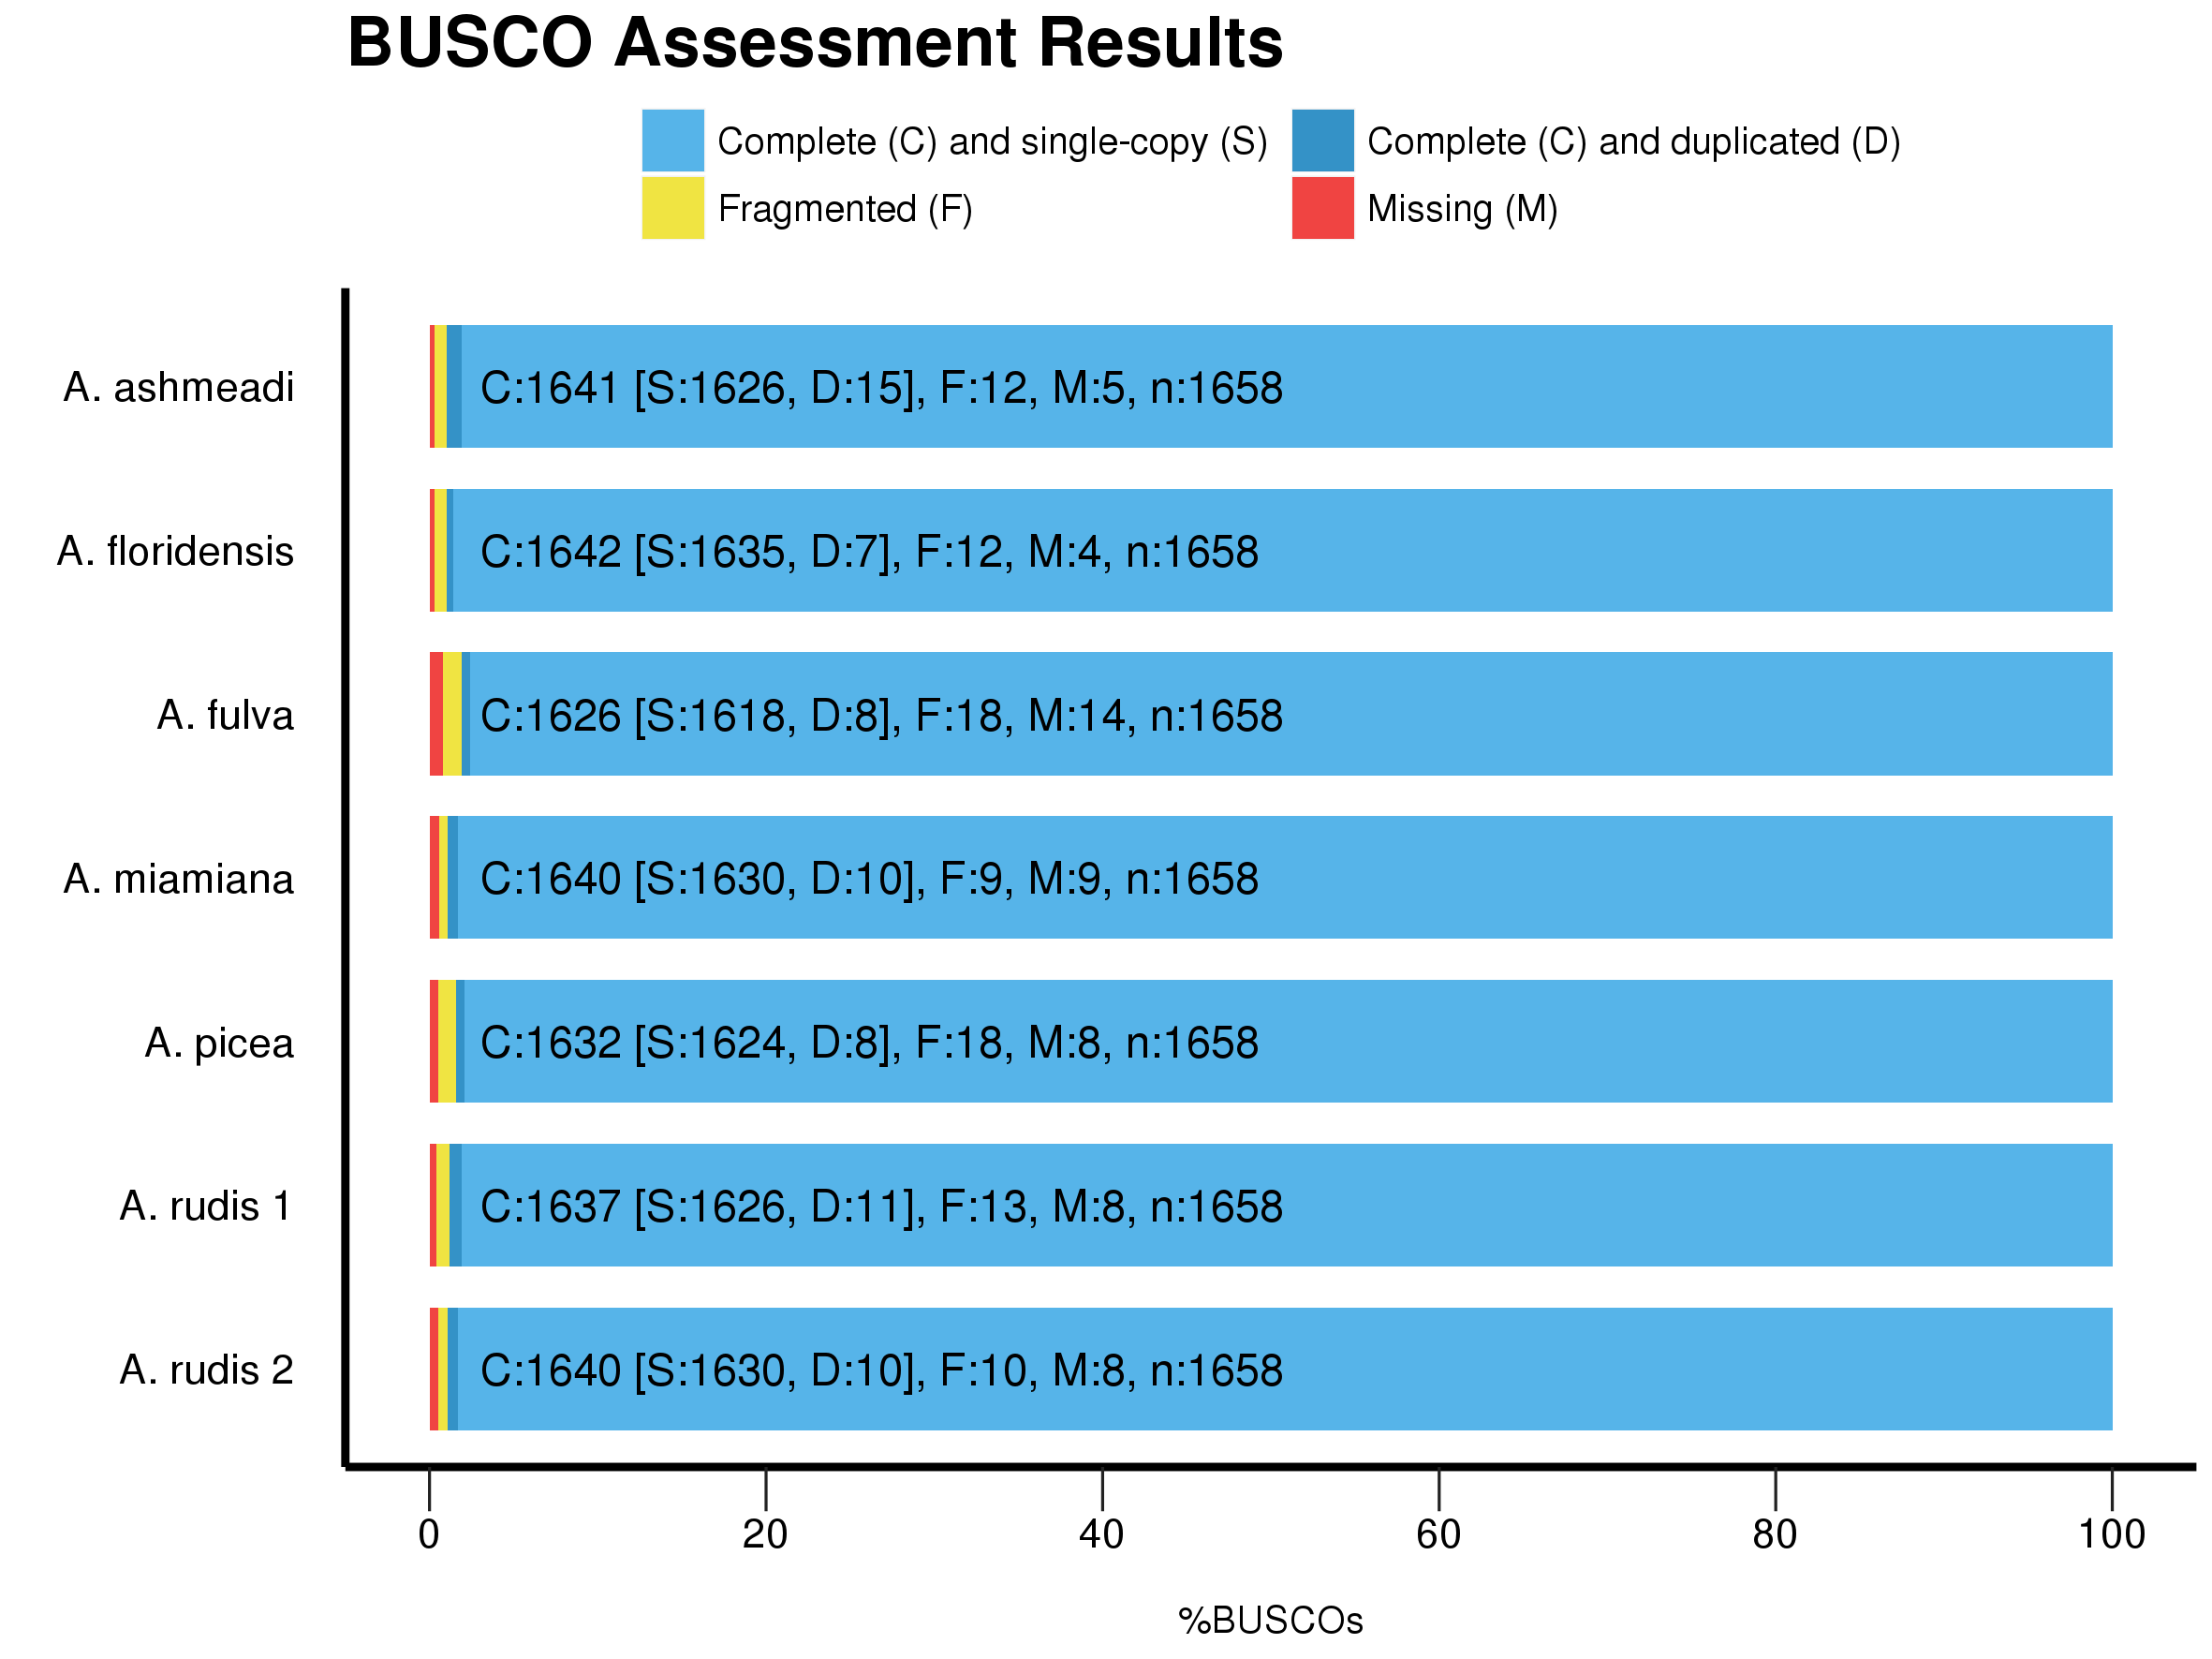 BUSCO Assessment Results
Complete (C) and single-copy (S) Complete (C) and duplicated (D)
Fragmented (F) Missing (M)
A. ashmeadi C:1641 [S:1626, D:15], F:12, M:5, n:1658
A. floridensis C:1642 [S:1635, D:7], F:12, M:4, n:1658
A. fulva C:1626 [S:1618, D:8], F:18, M:14, n:1658
A. miamiana C:1640 [S:1630, D:10], F:9, M:9, n:1658
A. picea C:1632 [S:1624, D:8], F:18, M:8, n:1658
A. rudis 1 C:1637 [S:1626, D:11], F:13, M:8, n:1658
A. rudis 2 C:1640 [S:1630, D:10], F:10, M:8, n:1658
0 20 40 60 80 100
%BUSCOs